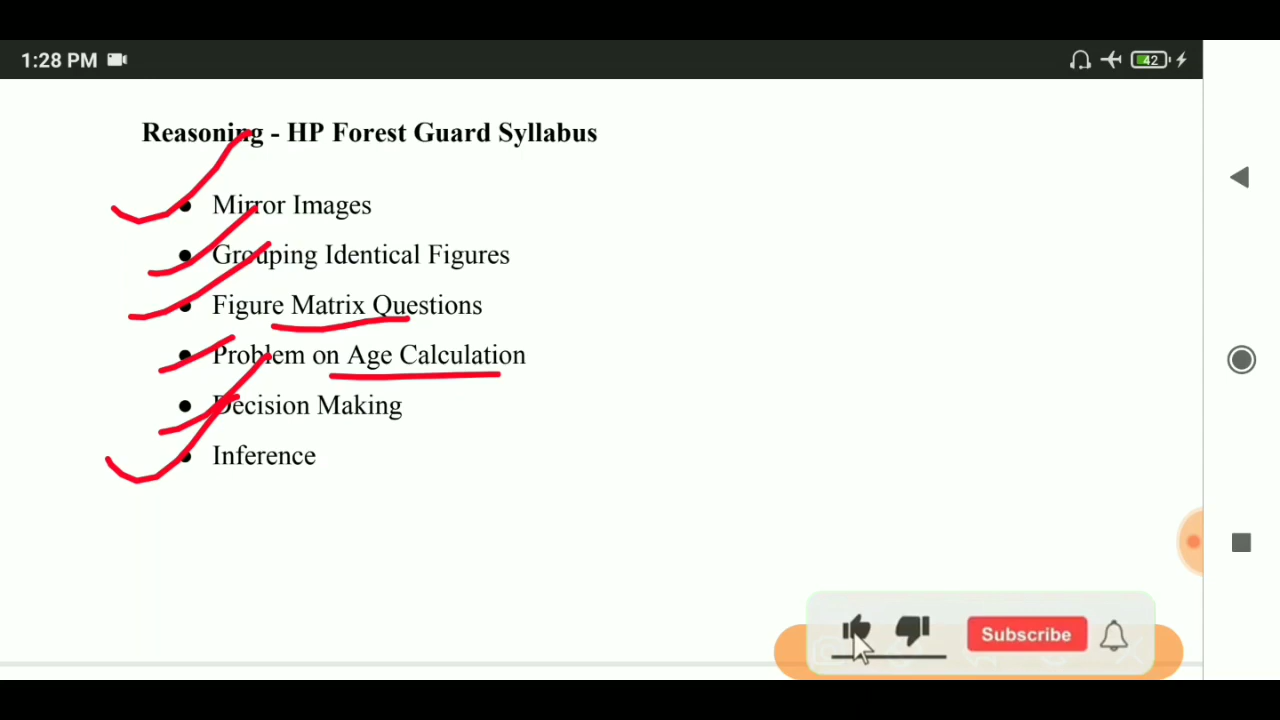 1:28 PM
42
Reasoning - HP Forest Guard Syllabus
● Mirror Images
● Grouping Identical Figures
● Figure Matrix Questions
● Problem on Age Calculation
● Decision Making
● Inference
Subscribe